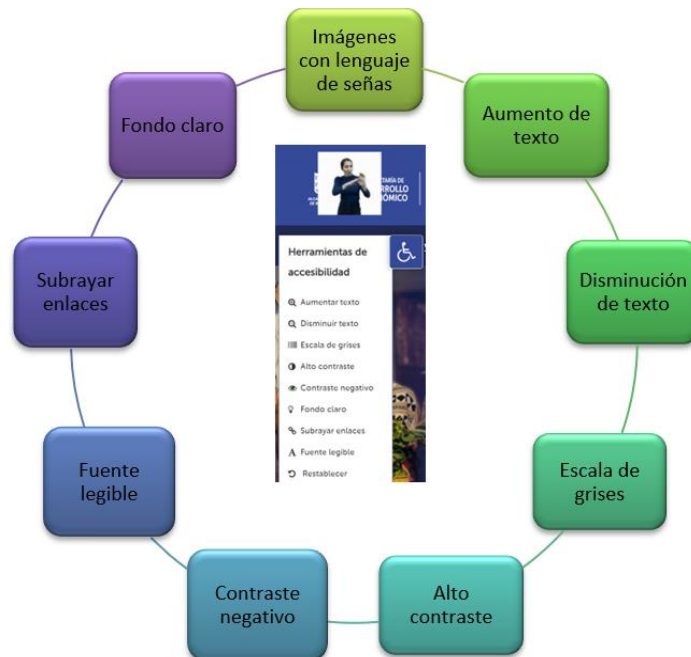 Imágenes
con lenguaje
de señas
Aumento de
texto
Disminución
de texto
Escala de
grises
Alto
contraste
Contraste
negativo
Fuente
legible
Subrayar
enlaces
Fondo claro
Herramientas de
accesibilidad
Aumentar texto
Disminuir texto
Escala de grises
Alto contraste
Contraste negativo
Fondo claro
Subrayar enlaces
Fuente legible
Restablecer